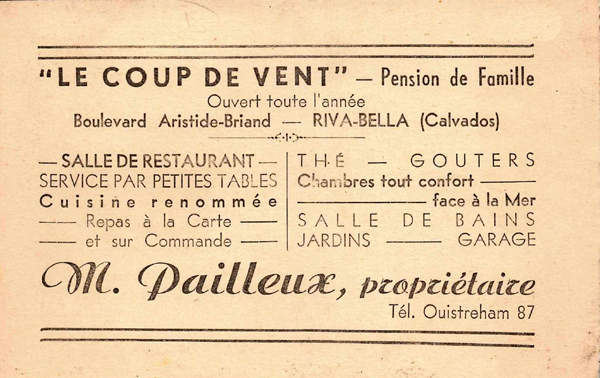 "LE COUP DE VENT" — Pension de Famille
Ouvert toute l'année
Boulevard Aristide-Briand — RIVA-BELLA (Calvados)
— SALLE DE RESTAURANT —
SERVICE PAR PETITES TABLES
Cuisine renommée
— Repas à la Carte —
— et sur Commande —
THÉ — GOUTERS
Chambres tout confort —
— face à la Mer
SALLE DE BAINS
JARDINS — GARAGE
M. Pailleux, propriétaire
Tél. Ouistreham 87